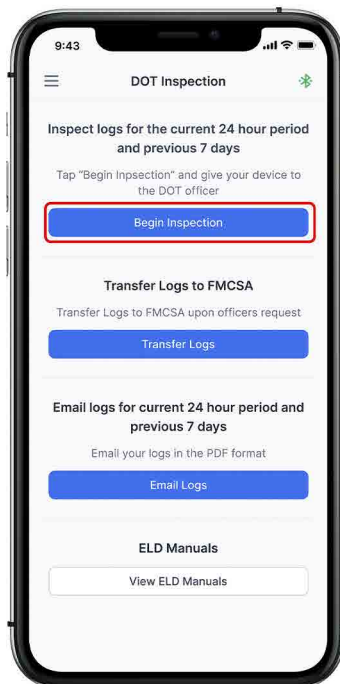 9:43
DOT Inspection
Inspect logs for the current 24 hour period
and previous 7 days
Tap "Begin Inpsection" and give your device to
the DOT officer
Begin Inspection
Transfer Logs to FMCSA
Transfer Logs to FMCSA upon officers request
Transfer Logs
Email logs for current 24 hour period and
previous 7 days
Email your logs in the PDF format
Email Logs
ELD Manuals
View ELD Manuals